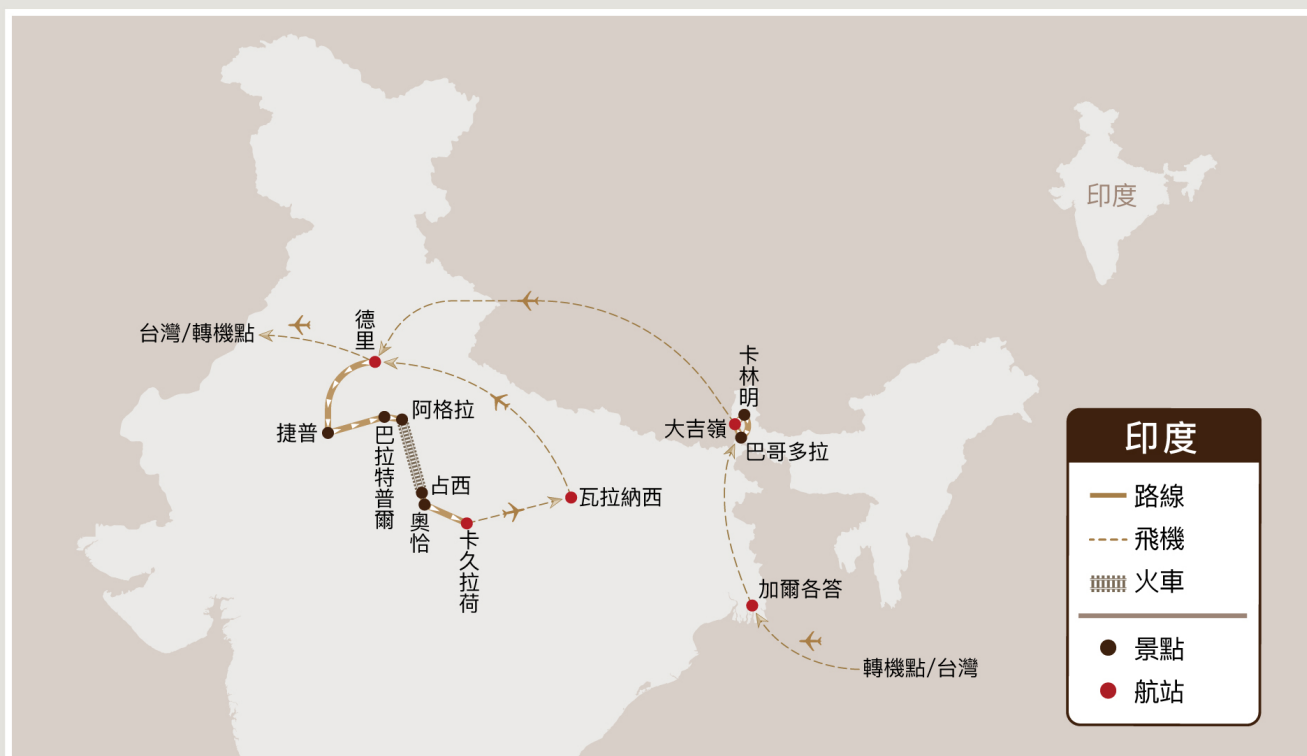 印度
德里
台灣/轉機點
卡林明
捷普
阿格拉
大吉嶺
巴哥多拉
巴拉特普爾
占西
奧恰
瓦拉納西
卡久拉荷
加爾各答
轉機點/台灣
印度
路線
飛機
火車
景點
航站